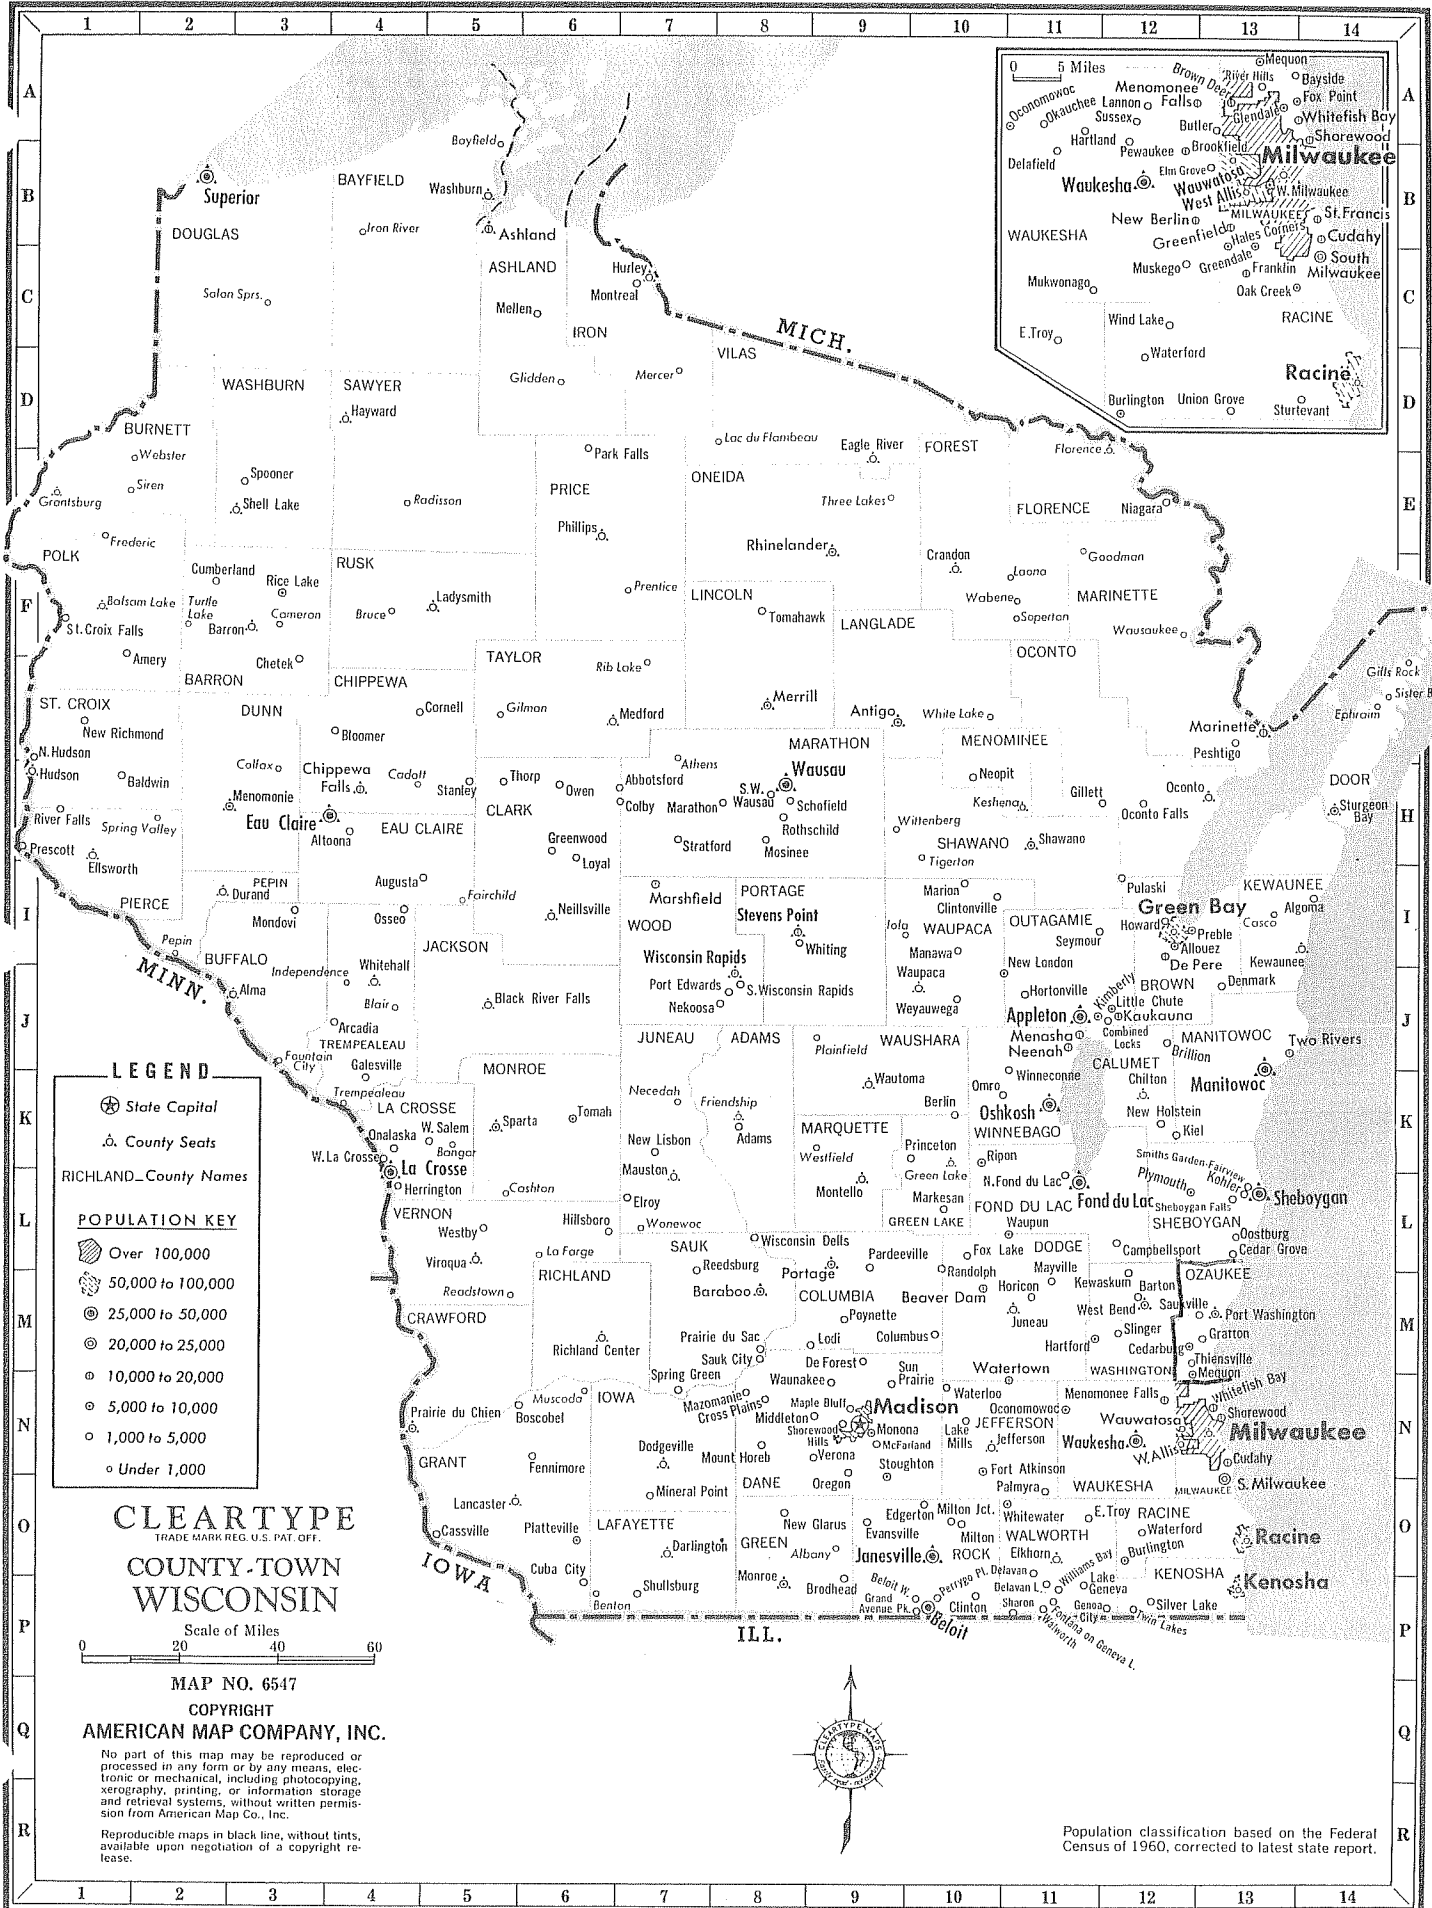 1 2 3 4 5 6 7 8 9 10 11 12 13 14
A
B
C
D
E
F
H
I
J
K
L
M
N
O
P
Q
R
0 5 Miles
Mequon
Brown Deer
River Hills
Bayside
Oconomowoc
Okauchee
Lannon
Menomonee
Falls
Fox Point
Sussex
Glendale
Whitefish Bay
Hartland
Butler
Shorewood
Delafield
Pewaukee
Brookfield
Milwaukee
Elm Grove
Waukesha
Wauwatosa
West Allis
W. Milwaukee
New Berlin
MILWAUKEE
St. Francis
WAUKESHA
Greenfield
Hales Corners
Cudahy
Muskego
Greendale
Franklin
South
Milwaukee
Mukwonago
Oak Creek
E. Troy
Wind Lake
RACINE
Waterford
Racine
Burlington
Union Grove
Sturtevant
Superior
DOUGLAS
Solon Sprs.
BAYFIELD
Bayfield
Washburn
Iron River
Ashland
ASHLAND
Mellen
Glidden
Hurley
Montreal
IRON
Mercer
MICH.
VILAS
Lac du Flambeau
Eagle River
FOREST
Florence
WASHBURN
SAWYER
Hayward
BURNETT
Webster
Siren
Grantsburg
Spooner
Shell Lake
Radisson
Park Falls
PRICE
Phillips
Prentice
ONEIDA
Three Lakes
Rhinelander
FLORENCE
Niagara
Crandon
Laona
Wabeno
Soperton
Goodman
MARINETTE
Wausaukee
POLK
Frederic
Balsam Lake
St. Croix Falls
Amery
Cumberland
Rice Lake
Turtle
Lake
Barron
Cameron
Chetek
BARRON
RUSK
Bruce
Ladysmith
LINCOLN
Tomahawk
Merrill
LANGLADE
Antigo
White Lake
OCONTO
TAYLOR
Rib Lake
Gilman
Medford
CHIPPEWA
Cornell
Bloomer
Chippewa
Falls
Cadott
Stanley
ST. CROIX
New Richmond
N. Hudson
Hudson
Baldwin
River Falls
Spring Valley
Prescott
Ellsworth
PIERCE
DUNN
Colfax
Menomonie
Eau Claire
Altoona
EAU CLAIRE
Augusta
Fairchild
PEPIN
Durand
Mondovi
Pepin
Osseo
Thorp
Owen
CLARK
Greenwood
Loyal
Neillsville
Abbotsford
Colby
Athens
MARATHON
Wausau
S.W.
Wausau
Marathon
Schofield
Rothschild
Stratford
Mosinee
MENOMINEE
Neopit
Keshena
Gillett
Oconto Falls
Oconto
Marinette
Peshtigo
Gills Rock
Sister B
Ephraim
DOOR
Sturgeon
Bay
Wittenberg
SHAWANO
Shawano
Tigerton
Marion
Clintonville
Pulaski
KEWAUNEE
Algoma
Casco
Kewaunee
Green Bay
Howard
Preble
Allouez
De Pere
BROWN
Denmark
OUTAGAMIE
Seymour
New London
Hortonville
Kimberly
Little Chute
Kaukauna
Combined
Locks
Appleton
Menasha
Neenah
Marshfield
WOOD
PORTAGE
Stevens Point
Whiting
Wisconsin Rapids
Port Edwards
S. Wisconsin Rapids
Nekoosa
Iola
WAUPACA
Manawa
Waupaca
Weyauwega
MINN.
BUFFALO
Alma
Independence
Whitehall
Blair
Arcadia
TREMPEALEAU
Fountain
City
Galesville
Trempealeau
JACKSON
Black River Falls
MONROE
Sparta
Tomah
LA CROSSE
W. Salem
Onalaska
Bangor
W. La Crosse
La Crosse
Herrington
Cashton
JUNEAU
Necedah
New Lisbon
Mauston
Elroy
Wonewoc
ADAMS
Friendship
Adams
Plainfield
WAUSHARA
Wautoma
MARQUETTE
Westfield
Montello
Berlin
Princeton
Green Lake
Markesan
GREEN LAKE
Omro
Winneconne
Oshkosh
WINNEBAGO
CALUMET
Brillion
Chilton
New Holstein
Kiel
MANITOWOC
Two Rivers
Manitowoc
Ripon
N. Fond du Lac
Fond du Lac
FOND DU LAC
Waupun
Campbellsport
Smiths Garden-Fairview
Kohler
Plymouth
Sheboygan
Sheboygan Falls
SHEBOYGAN
Oostburg
Cedar Grove
VERNON
Westby
Viroqua
Readstown
Hillsboro
La Farge
RICHLAND
Richland Center
CRAWFORD
Prairie du Chien
SAUK
Reedsburg
Baraboo
Wisconsin Dells
Portage
Pardeeville
COLUMBIA
Poynette
Lodi
Columbus
Prairie du Sac
Sauk City
Spring Green
Fox Lake
Randolph
DODGE
Mayville
Horicon
Beaver Dam
Juneau
Watertown
Kewaskum
Barton
West Bend
Slinger
Hartford
WASHINGTON
OZAUKEE
Saukville
Port Washington
Grafton
Cedarburg
Thiensville
Mequon
Menomonee Falls
Whitefish Bay
Shorewood
Wauwatosa
Milwaukee
Waukesha
W. Allis
Cudahy
S. Milwaukee
WAUKESHA
MILWAUKEE
Muscoda
Boscobel
IOWA
Dodgeville
Mineral Point
GRANT
Fennimore
Lancaster
Cassville
Platteville
Cuba City
LAFAYETTE
Darlington
Shullsburg
Benton
De Forest
Waunakee
Sun
Prairie
Mazomanie
Cross Plains
Middleton
Maple Bluff
Madison
Shorewood
Hills
Monona
McFarland
Verona
Mount Horeb
Stoughton
Oregon
DANE
Waterloo
Lake
Mills
JEFFERSON
Jefferson
Oconomowoc
Fort Atkinson
Palmyra
GREEN
New Glarus
Albany
Monroe
Brodhead
Edgerton
Evansville
Milton Jct.
Milton
Janesville
ROCK
Beloit W.
Grand
Avenue Pk.
Perrygo Pl.
Beloit
Clinton
Whitewater
WALWORTH
Elkhorn
Delavan
Delavan L.
Williams Bay
Lake
Geneva
Sharon
Walworth
Fontana on Geneva L.
Genoa
City
E. Troy
RACINE
Waterford
Burlington
Racine
KENOSHA
Kenosha
Silver Lake
Twin Lakes
IOWA
ILL.
LEGEND
State Capital
County Seats
RICHLAND_County Names
POPULATION KEY
Over 100,000
50,000 to 100,000
25,000 to 50,000
20,000 to 25,000
10,000 to 20,000
5,000 to 10,000
1,000 to 5,000
Under 1,000
CLEARTYPE
TRADE MARK REG. U.S. PAT. OFF.
COUNTY-TOWN
WISCONSIN
Scale of Miles
0 20 40 60
MAP NO. 6547
COPYRIGHT
AMERICAN MAP COMPANY, INC.
No part of this map may be reproduced or
processed in any form or by any means, elec-
tronic or mechanical, including photocopying,
xerography, printing, or information storage
and retrieval systems, without written permis-
sion from American Map Co., Inc.
Reproducible maps in black line, without tints,
available upon negotiation of a copyright re-
lease.
CLEARTYPE MAPS
Population classification based on the Federal
Census of 1960, corrected to latest state report.
1 2 3 4 5 6 7 8 9 10 11 12 13 14